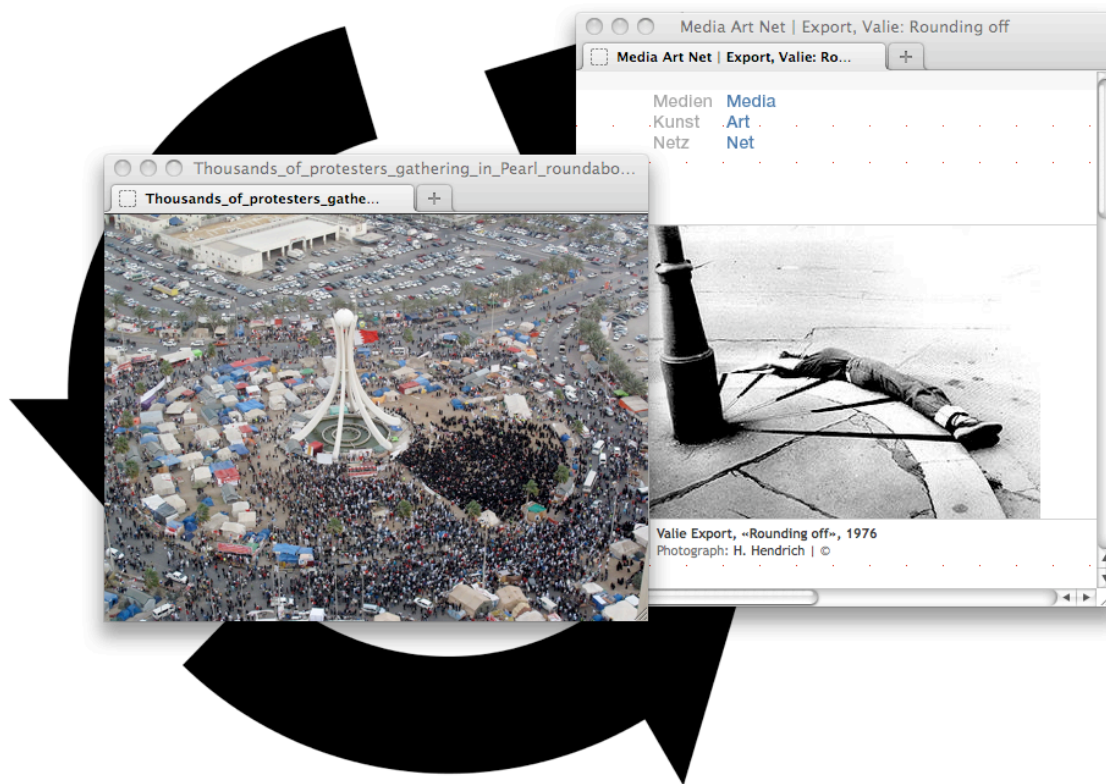 Media Art Net | Export, Valie: Rounding off
Media Art Net | Export, Valie: Ro...
Medien Media
Kunst Art
Netz Net
Thousands_of_protesters_gathering_in_Pearl_roundabo...
Thousands_of_protesters_gathe...
Valie Export, «Rounding off», 1976
Photograph: H. Hendrich | ©